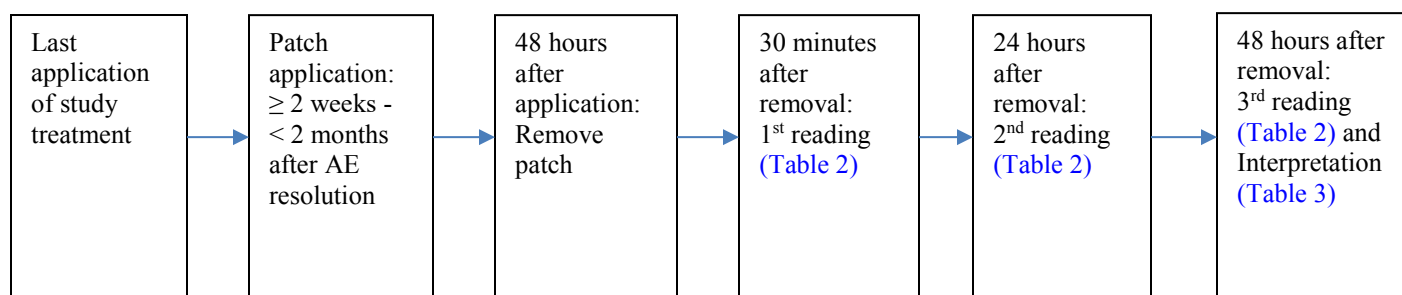 Last
application
of study
treatment
Patch
application:
≥ 2 weeks -
< 2 months
after AE
resolution
48 hours
after
application:
Remove
patch
30 minutes
after
removal:
1st reading
(Table 2)
24 hours
after
removal:
2nd reading
(Table 2)
48 hours after
removal:
3rd reading
(Table 2) and
Interpretation
(Table 3)